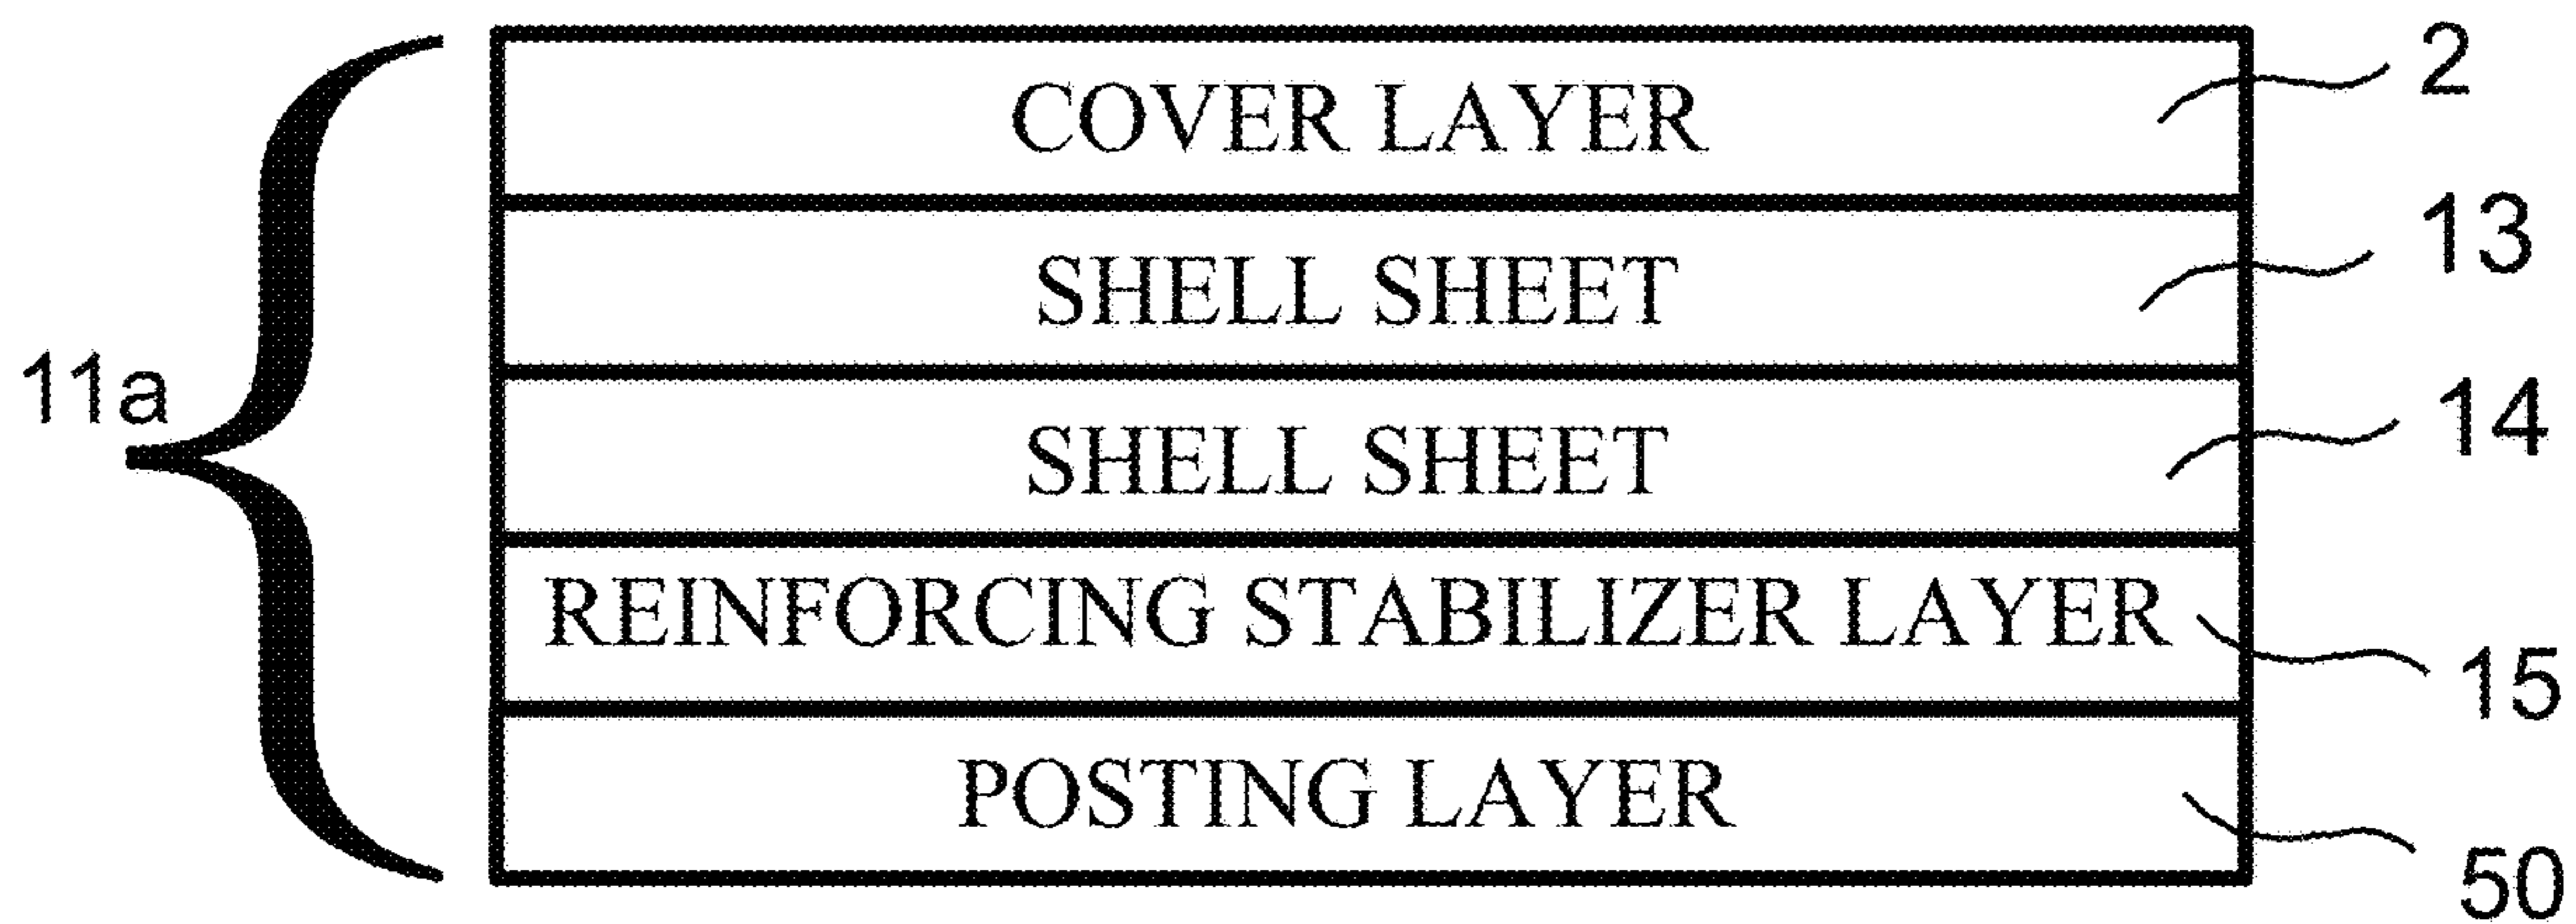 COVER LAYER 2
SHELL SHEET 13
11a
SHELL SHEET 14
REINFORCING STABILIZER LAYER 15
POSTING LAYER 50